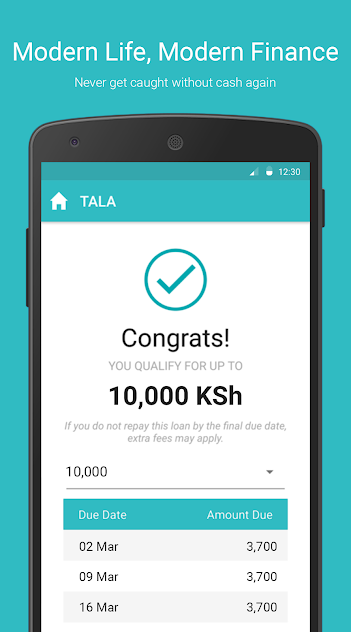 Modern Life, Modern Finance
Never get caught without cash again
12:30
TALA
Congrats!
YOU QUALIFY FOR UP TO
10,000 KSh
If you do not repay this loan by the final due date,
extra fees may apply.
10,000
Due Date Amount Due
02 Mar 3,700
09 Mar 3,700
16 Mar 3,700